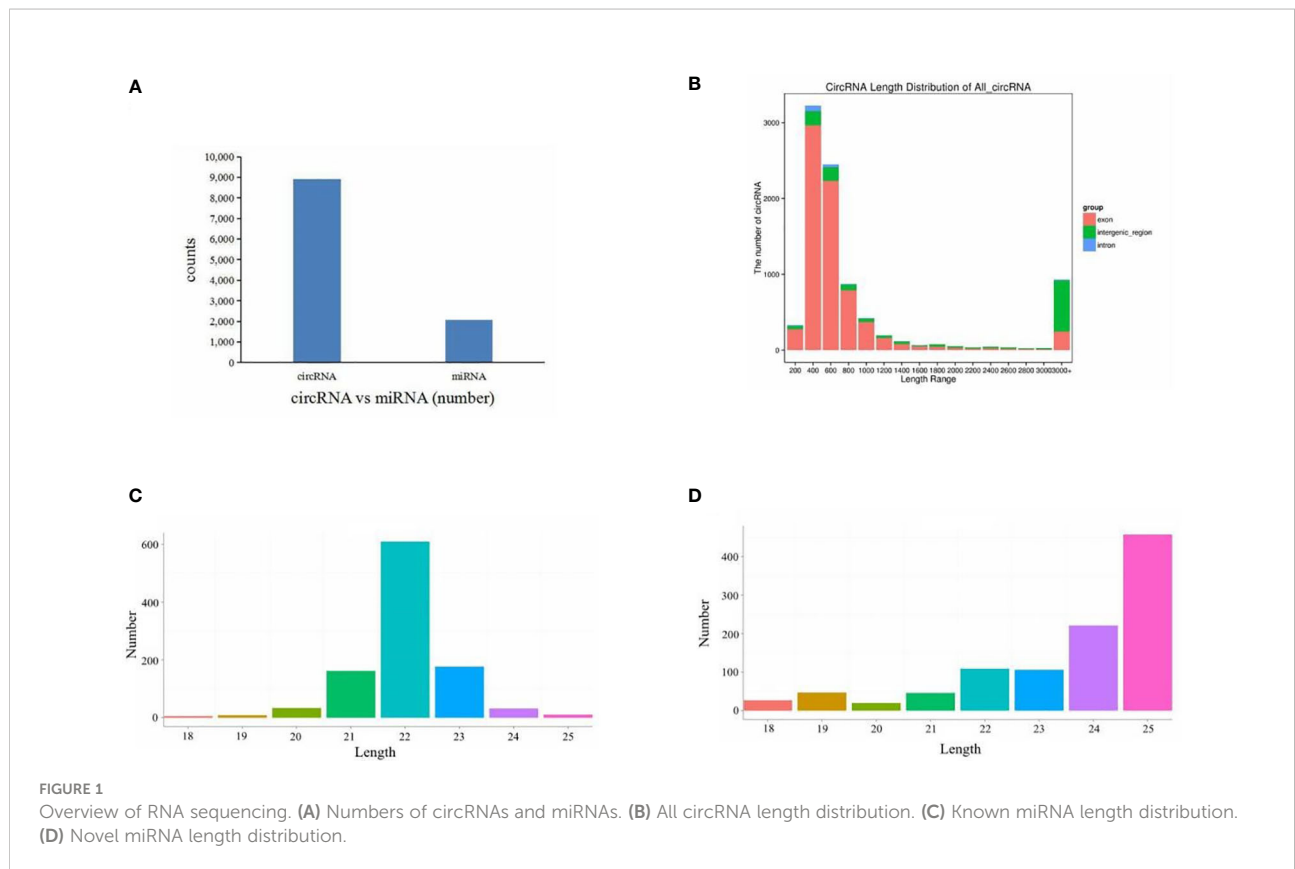 A
10,000
9,000
8,000
7,000
6,000
5,000
4,000
3,000
2,000
1,000
0
counts
circRNA
miRNA
circRNA vs miRNA (number)
B
CircRNA Length Distribution of All_circRNA
3000
2000
1000
0
The number of circRNA
200 400 600 800 1000 1200 1400 1600 1800 2000 2200 2400 2600 2800 3000 3000+
Length Range
group
exon
intergenic_region
intron
C
600
400
200
0
Number
18 19 20 21 22 23 24 25
Length
D
400
300
200
100
0
Number
18 19 20 21 22 23 24 25
Length
FIGURE 1
Overview of RNA sequencing. (A) Numbers of circRNAs and miRNAs. (B) All circRNA length distribution. (C) Known miRNA length distribution.
(D) Novel miRNA length distribution.